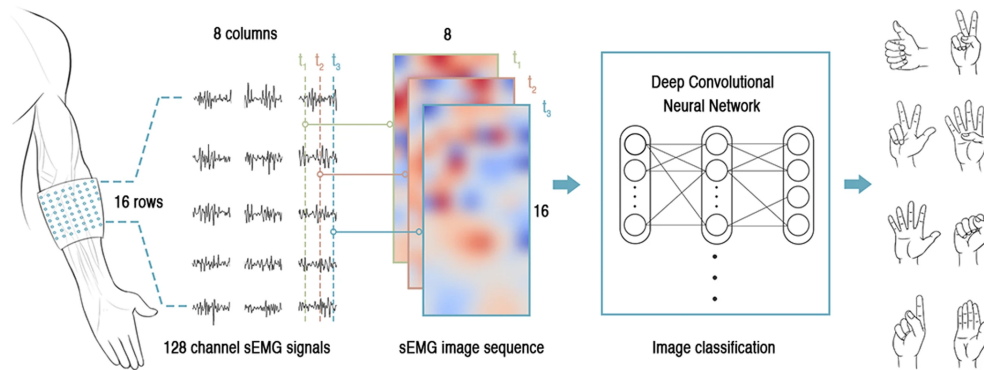 8 columns
8
t1
t2
t3
t1
t2
t3
Deep Convolutional
Neural Network
16 rows
16
128 channel sEMG signals
sEMG image sequence
Image classification